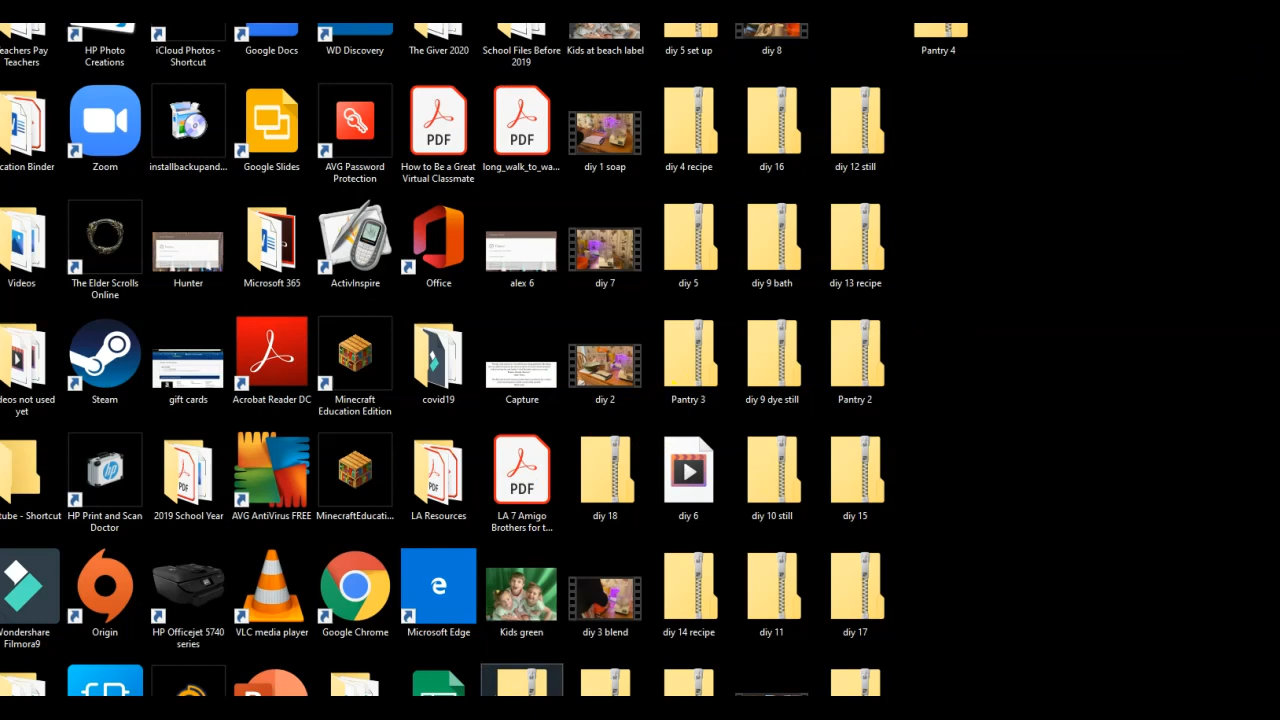 eachers Pay
Teachers
HP Photo
Creations
iCloud Photos -
Shortcut
Google Docs
WD Discovery
The Giver 2020
School Files Before
2019
Kids at beach label
diy 5 set up
diy 8
Pantry 4
cation Binder
Zoom
installbackupand...
Google Slides
AVG Password
Protection
PDF
How to Be a Great
Virtual Classmate
PDF
long_walk_to_wa...
diy 1 soap
diy 4 recipe
diy 16
diy 12 still
Videos
The Elder Scrolls
Online
Hunter
Microsoft 365
ActivInspire
Office
alex 6
diy 7
diy 5
diy 9 bath
diy 13 recipe
deos not used
yet
Steam
gift cards
Acrobat Reader DC
Minecraft
Education Edition
covid19
Capture
diy 2
Pantry 3
diy 9 dye still
Pantry 2
tube - Shortcut
HP Print and Scan
Doctor
2019 School Year
AVG AntiVirus FREE
MinecraftEducati...
LA Resources
PDF
LA 7 Amigo
Brothers for t...
diy 18
diy 6
diy 10 still
diy 15
Wondershare
Filmora9
Origin
HP Officejet 5740
series
VLC media player
Google Chrome
Microsoft Edge
Kids green
diy 3 blend
diy 14 recipe
diy 11
diy 17